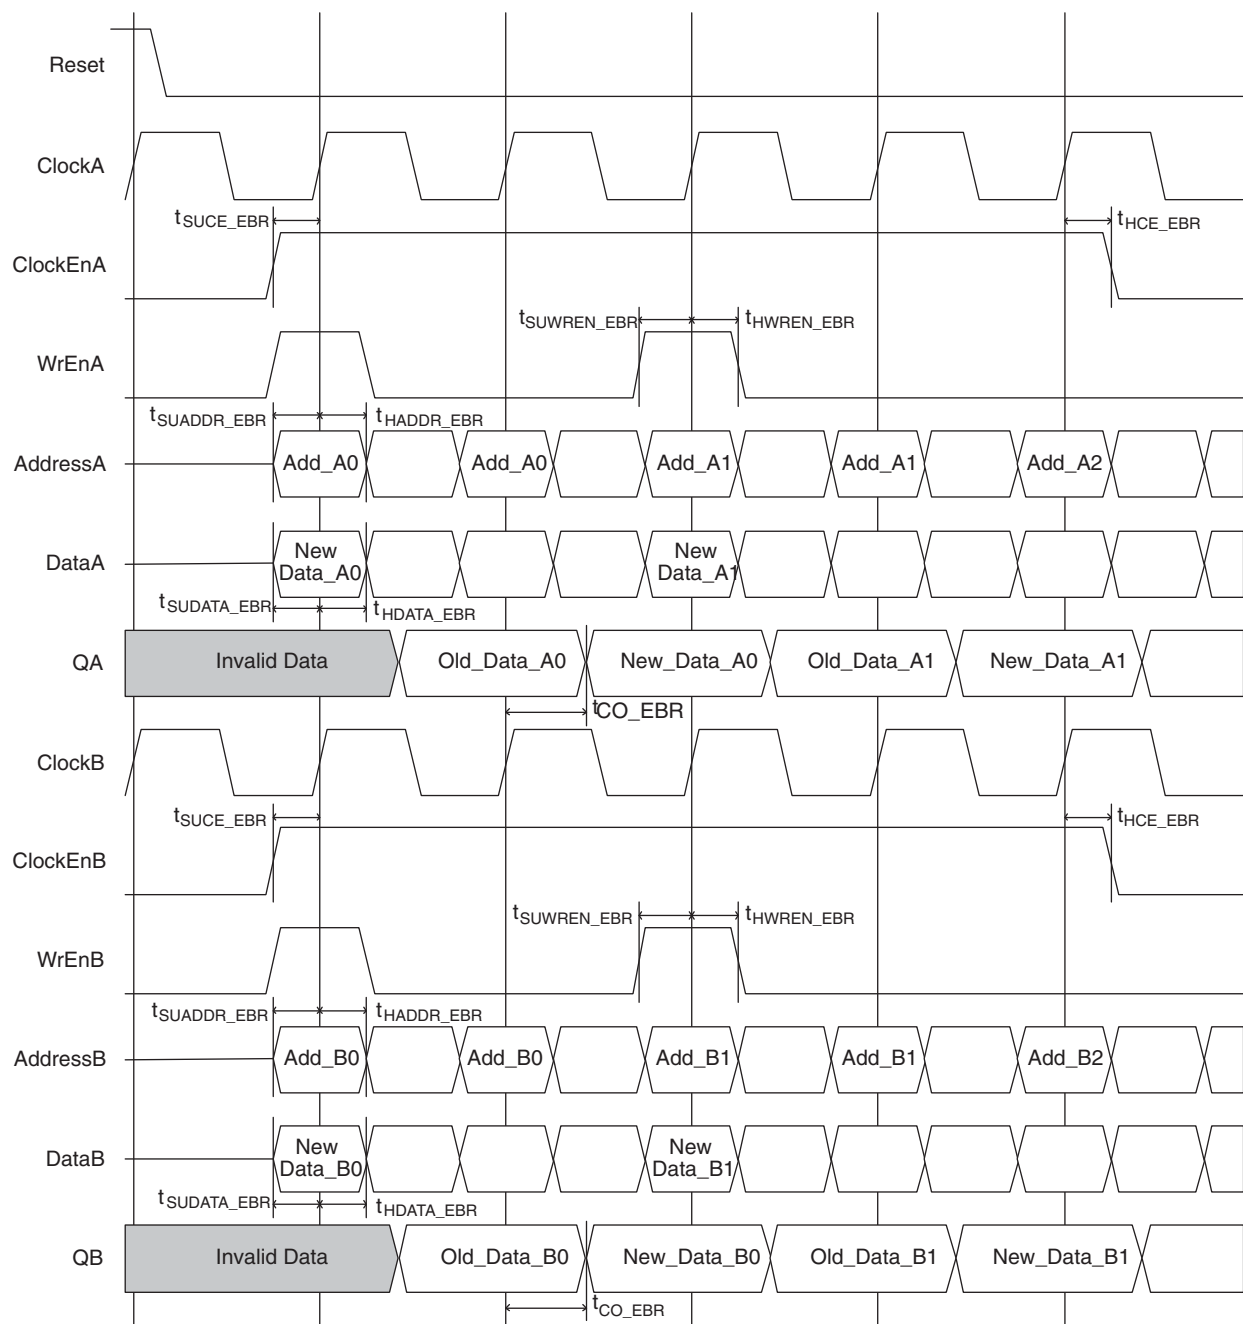 Reset
ClockA
tSUCE_EBR
tHCE_EBR
ClockEnA
tSUWREN_EBR
tHWREN_EBR
WrEnA
tSUADDR_EBR
tHADDR_EBR
AddressA
Add_A0
Add_A0
Add_A1
Add_A1
Add_A2
DataA
New
Data_A0
New
Data_A1
tSUDATA_EBR
tHDATA_EBR
QA
Invalid Data
Old_Data_A0
New_Data_A0
Old_Data_A1
New_Data_A1
tCO_EBR
ClockB
tSUCE_EBR
tHCE_EBR
ClockEnB
tSUWREN_EBR
tHWREN_EBR
WrEnB
tSUADDR_EBR
tHADDR_EBR
AddressB
Add_B0
Add_B0
Add_B1
Add_B1
Add_B2
DataB
New
Data_B0
New
Data_B1
tSUDATA_EBR
tHDATA_EBR
QB
Invalid Data
Old_Data_B0
New_Data_B0
Old_Data_B1
New_Data_B1
tCO_EBR